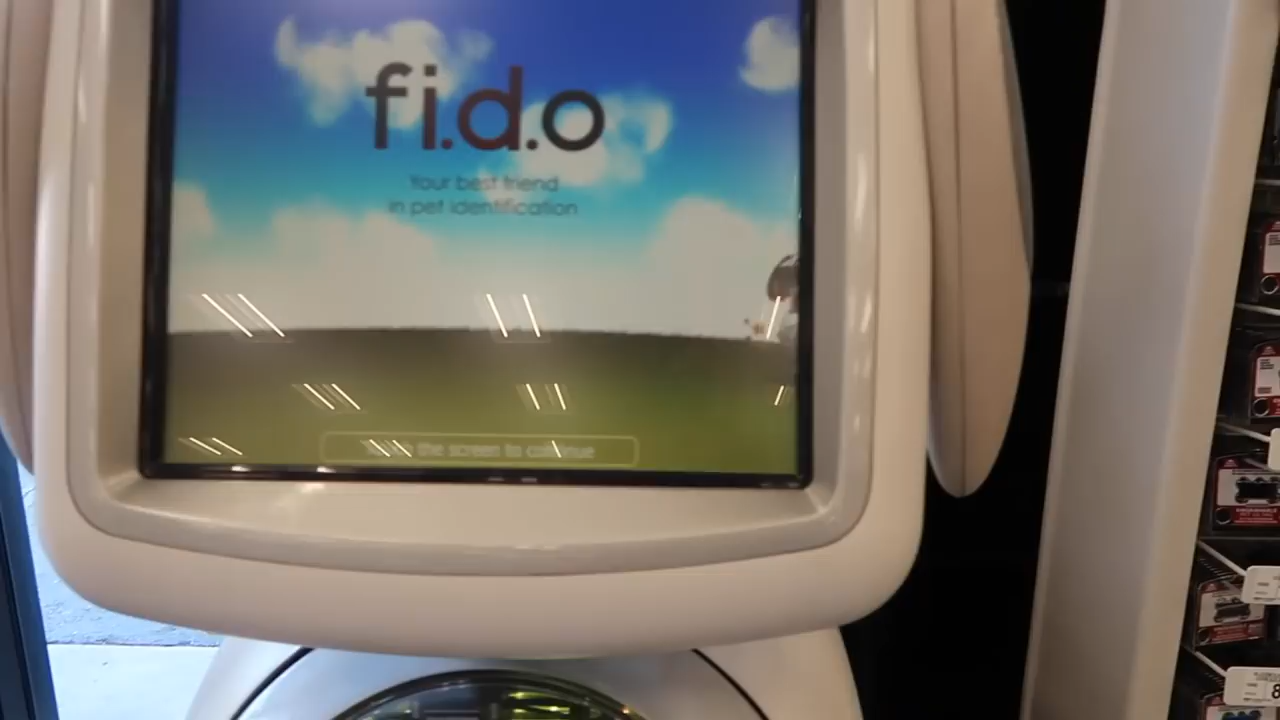 fi.d.o
Your best friend
in pet identification
the screen to continue